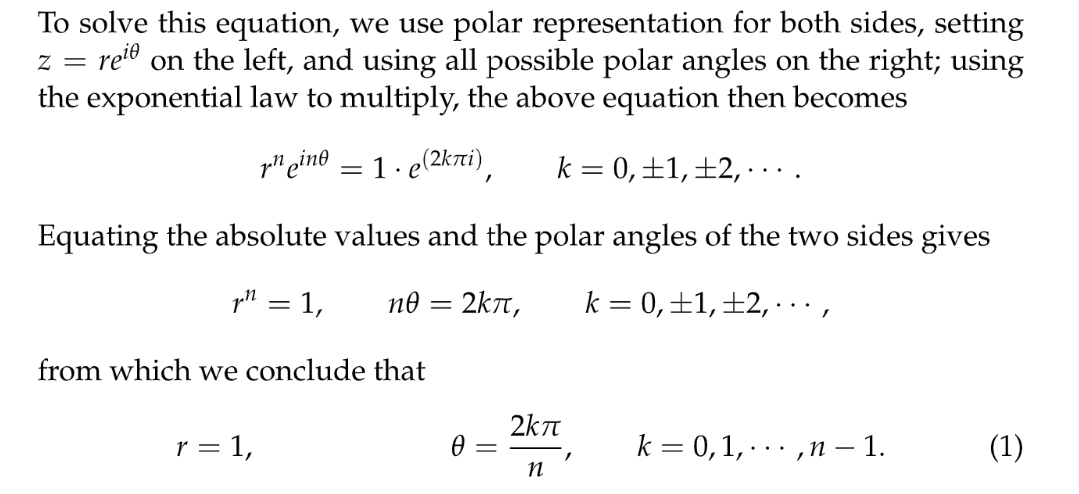 To solve this equation, we use polar representation for both sides, setting
z = re^{iθ} on the left, and using all possible polar angles on the right; using
the exponential law to multiply, the above equation then becomes
r^n e^{inθ} = 1 · e^{(2kπi)}, k = 0, ±1, ±2, ··· .
Equating the absolute values and the polar angles of the two sides gives
r^n = 1, nθ = 2kπ, k = 0, ±1, ±2, ··· ,
from which we conclude that
r = 1, θ = \frac{2kπ}{n}, k = 0, 1, ··· , n − 1. (1)